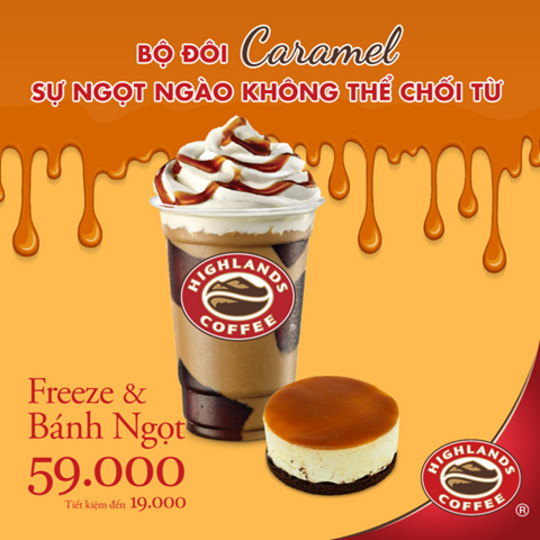 BỘ ĐÔI Caramel
SỰ NGỌT NGÀO KHÔNG THỂ CHỐI TỪ
HIGHLANDS
COFFEE
Freeze &
Bánh Ngọt
59.000
Tiết kiệm đến 19.000
HIGHLANDS
COFFEE
®